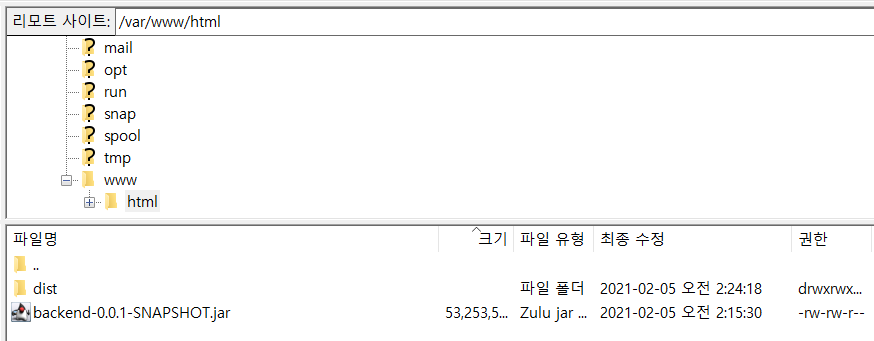 리모트 사이트: /var/www/html
mail
opt
run
snap
spool
tmp
www
html
파일명 크기 파일 유형 최종 수정 권한
..
dist 파일 폴더 2021-02-05 오전 2:24:18 drwxrwx...
backend-0.0.1-SNAPSHOT.jar 53,253,5... Zulu jar ... 2021-02-05 오전 2:15:30 -rw-rw-r--